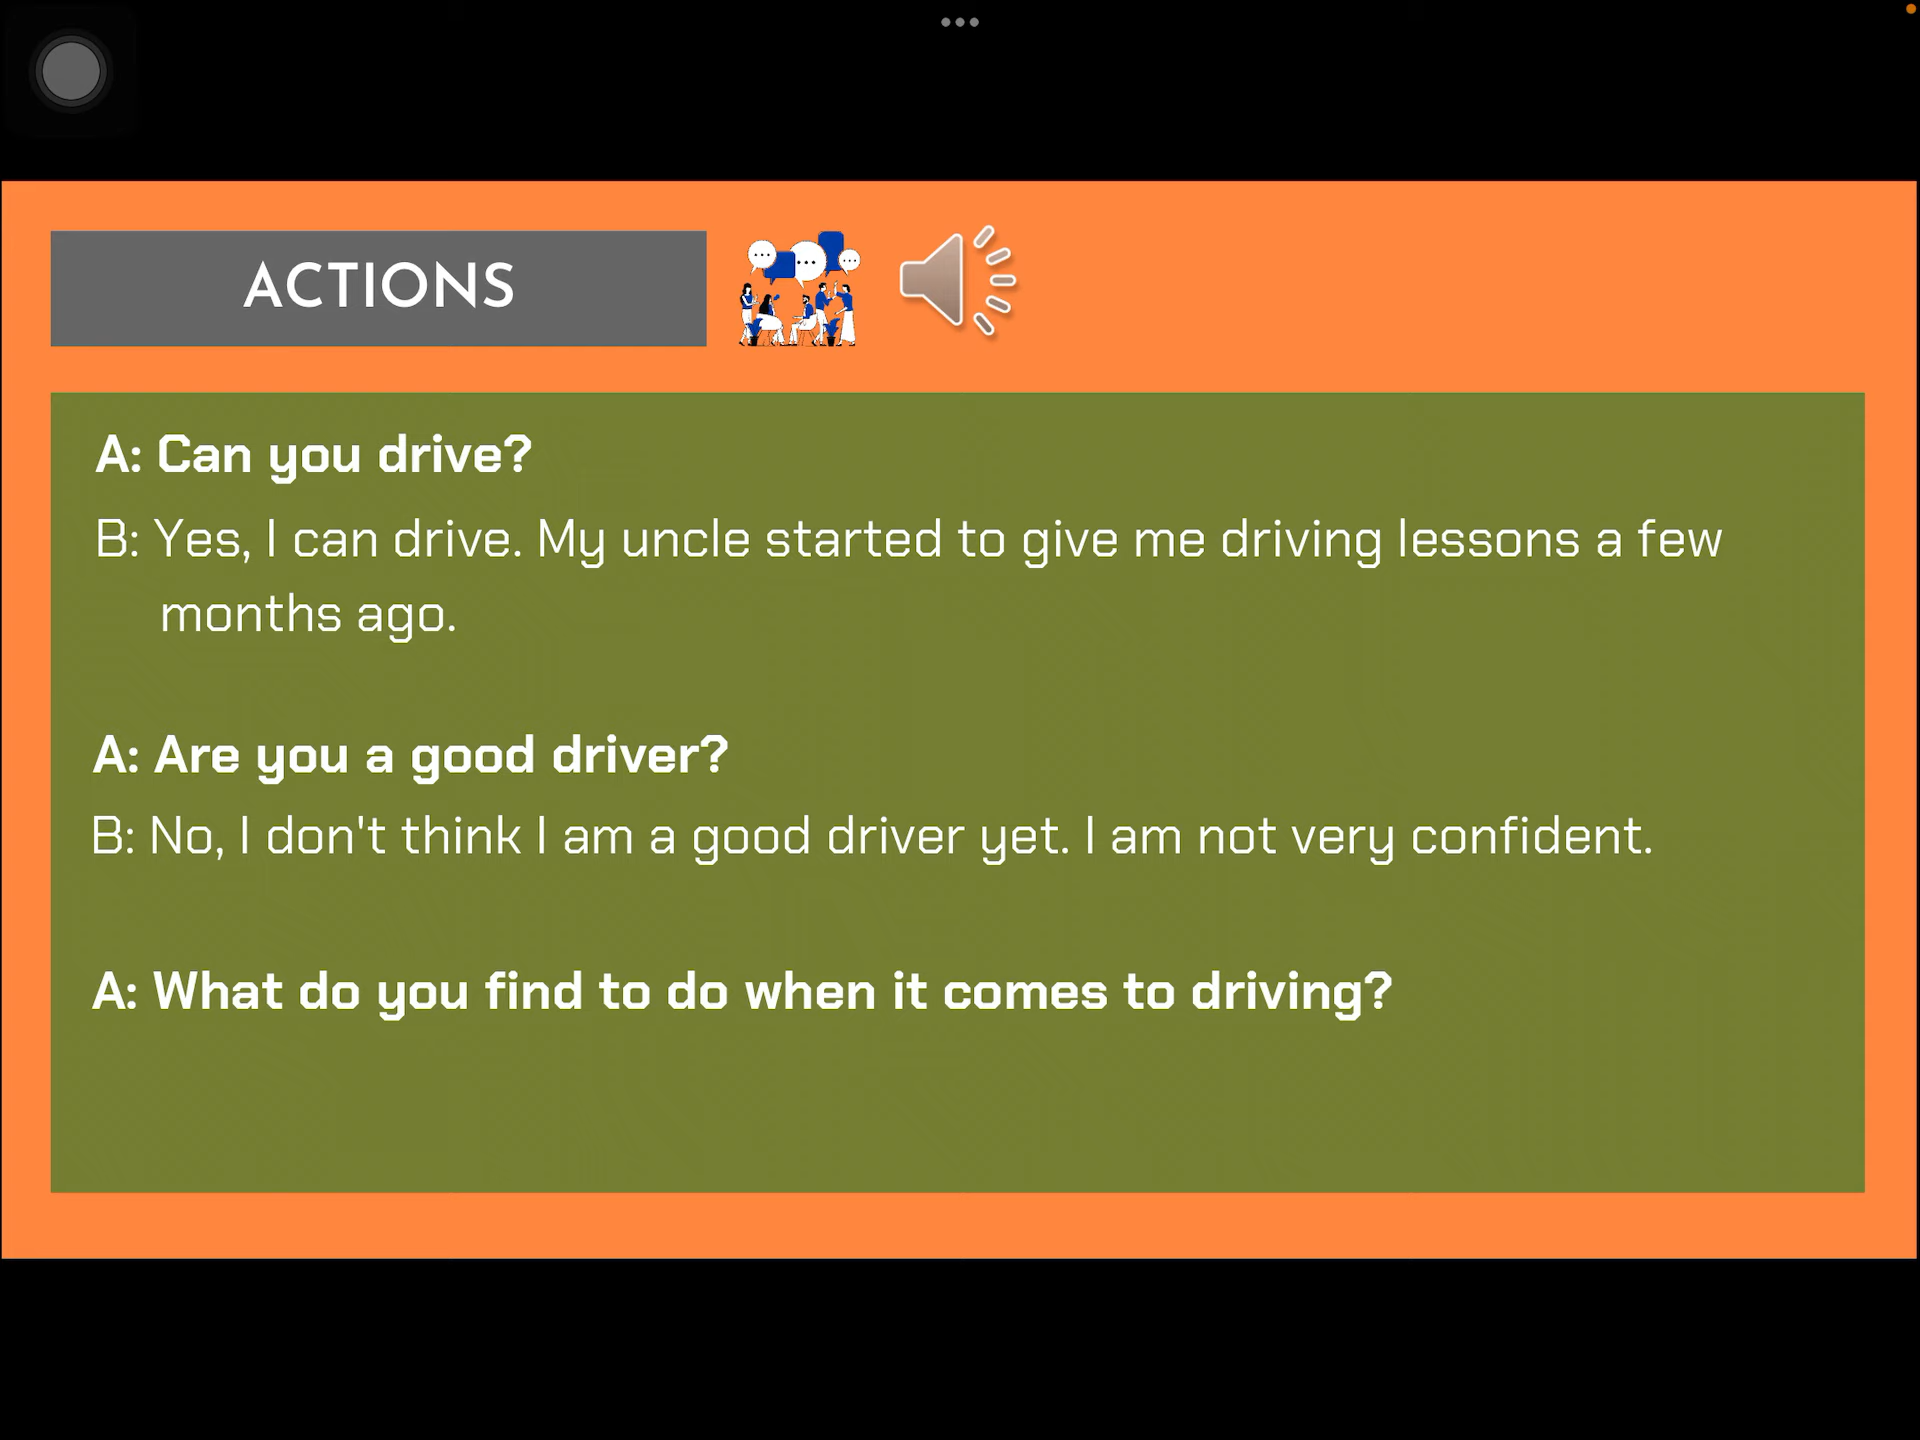 ACTIONS
A: Can you drive?
B: Yes, I can drive. My uncle started to give me driving lessons a few
months ago.
A: Are you a good driver?
B: No, I don't think I am a good driver yet. I am not very confident.
A: What do you find to do when it comes to driving?